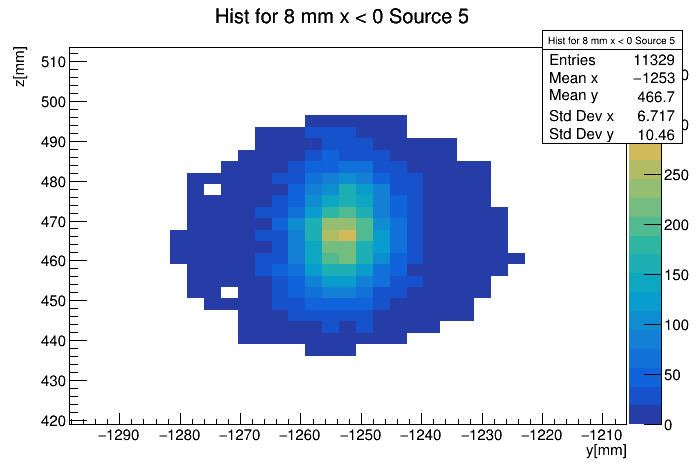 Hist for 8 mm x < 0 Source 5
Hist for 8 mm x < 0 Source 5
Entries 11329
Mean x −1253
Mean y 466.7
Std Dev x 6.717
Std Dev y 10.46
z[mm]
510
500
490
480
470
460
450
440
430
420
−1290 −1280 −1270 −1260 −1250 −1240 −1230 −1220 −1210
y[mm]
0
0
250
200
150
100
50
0